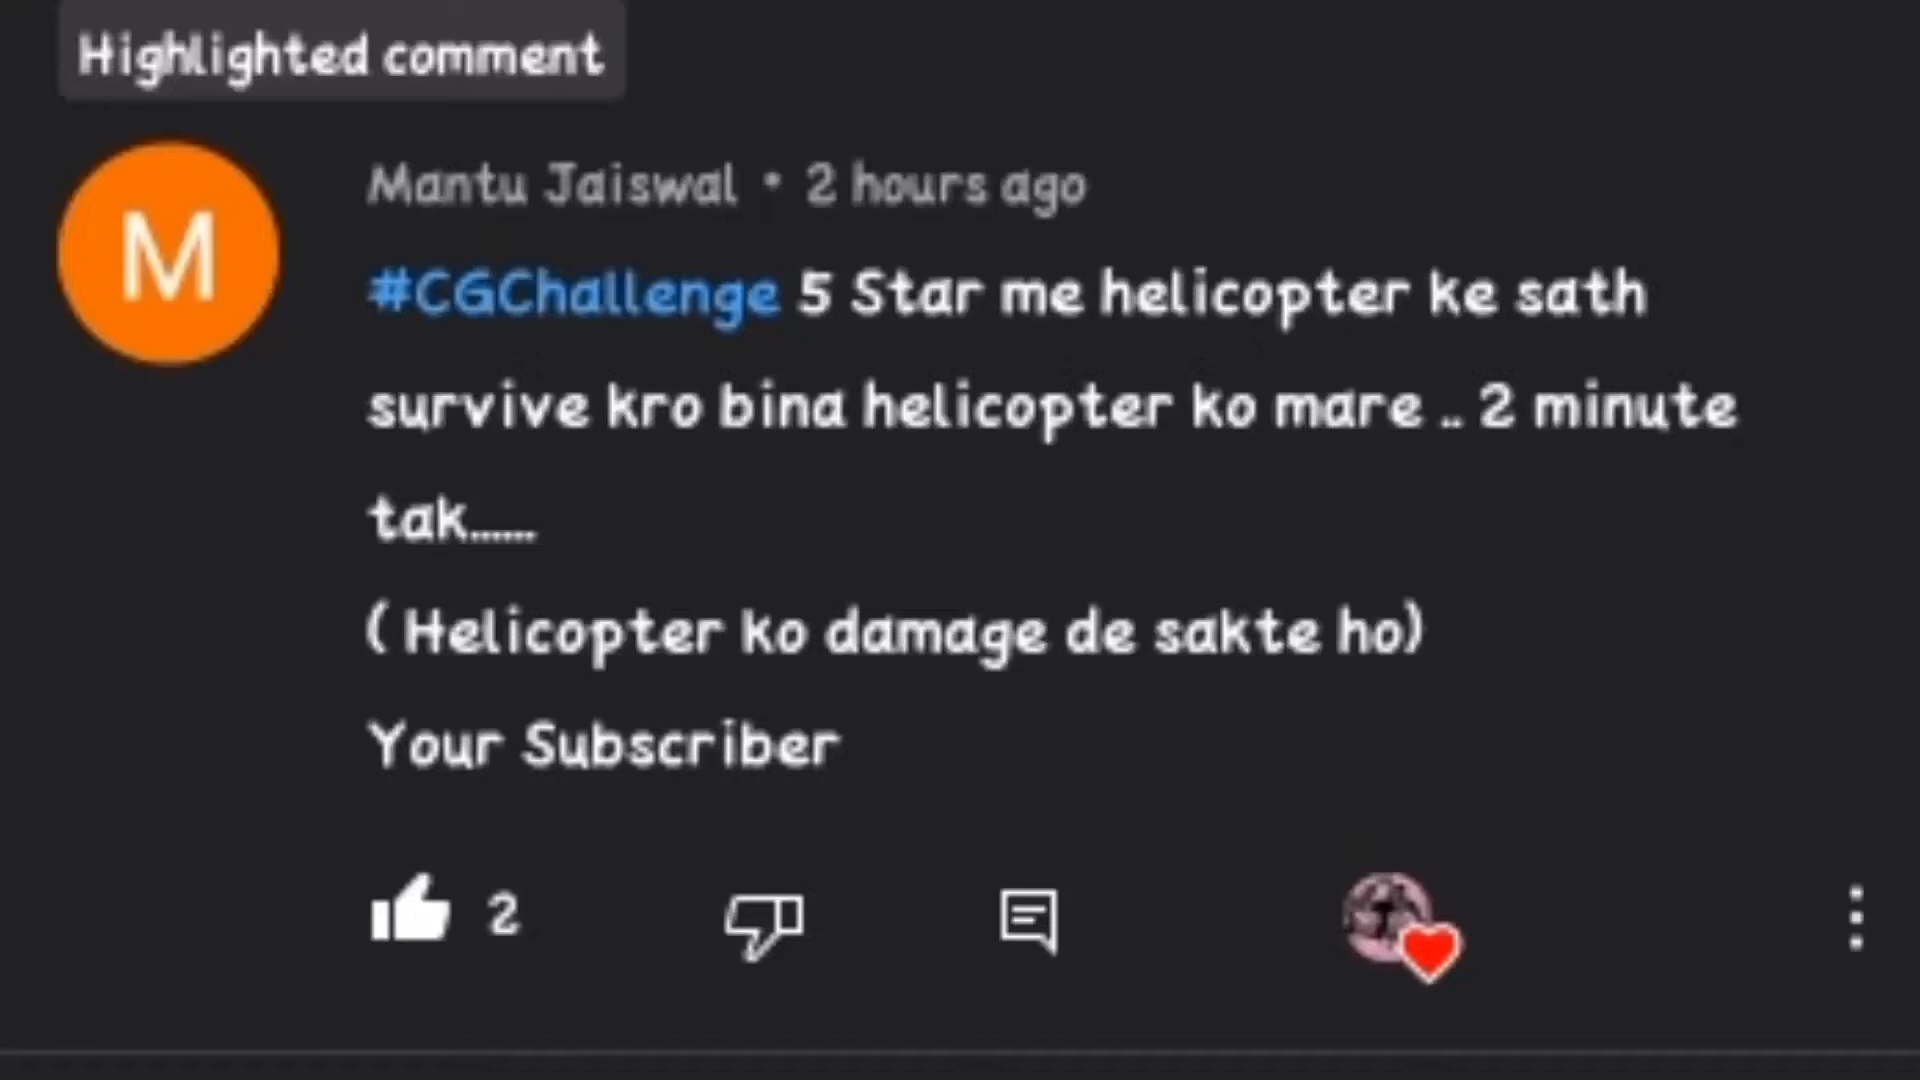 Highlighted comment
M
Mantu Jaiswal • 2 hours ago
#CGChallenge 5 Star me helicopter ke sath
survive kro bina helicopter ko mare .. 2 minute
tak......
( Helicopter ko damage de sakte ho)
Your Subscriber
2